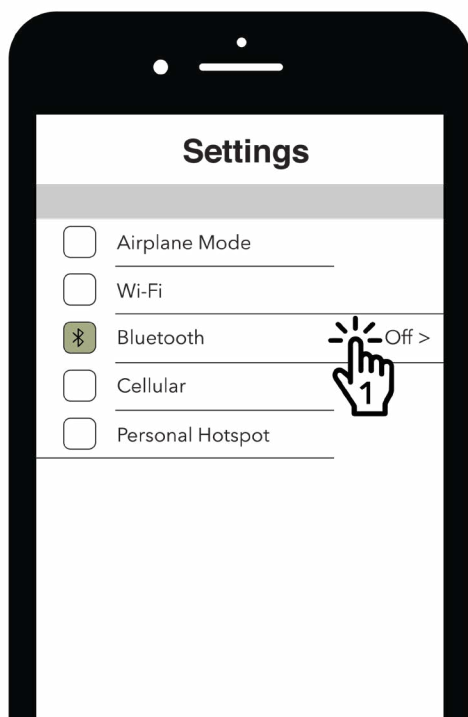 Settings
Airplane Mode
Wi-Fi
Bluetooth Off >
1
Cellular
Personal Hotspot